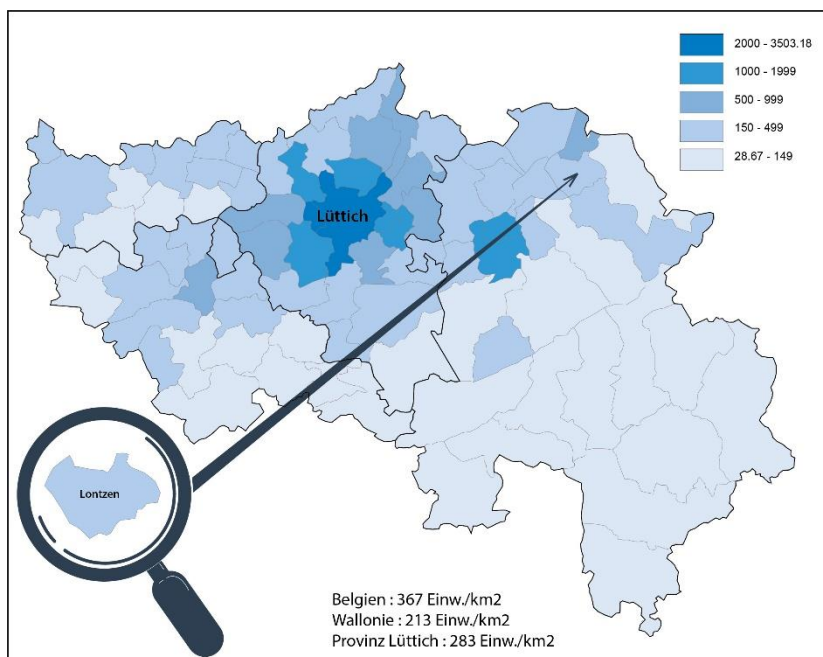 2000 - 3503.18
1000 - 1999
500 - 999
150 - 499
28.67 - 149
Lüttich
Lontzen
Belgien : 367 Einw./km2
Wallonie : 213 Einw./km2
Provinz Lüttich : 283 Einw./km2